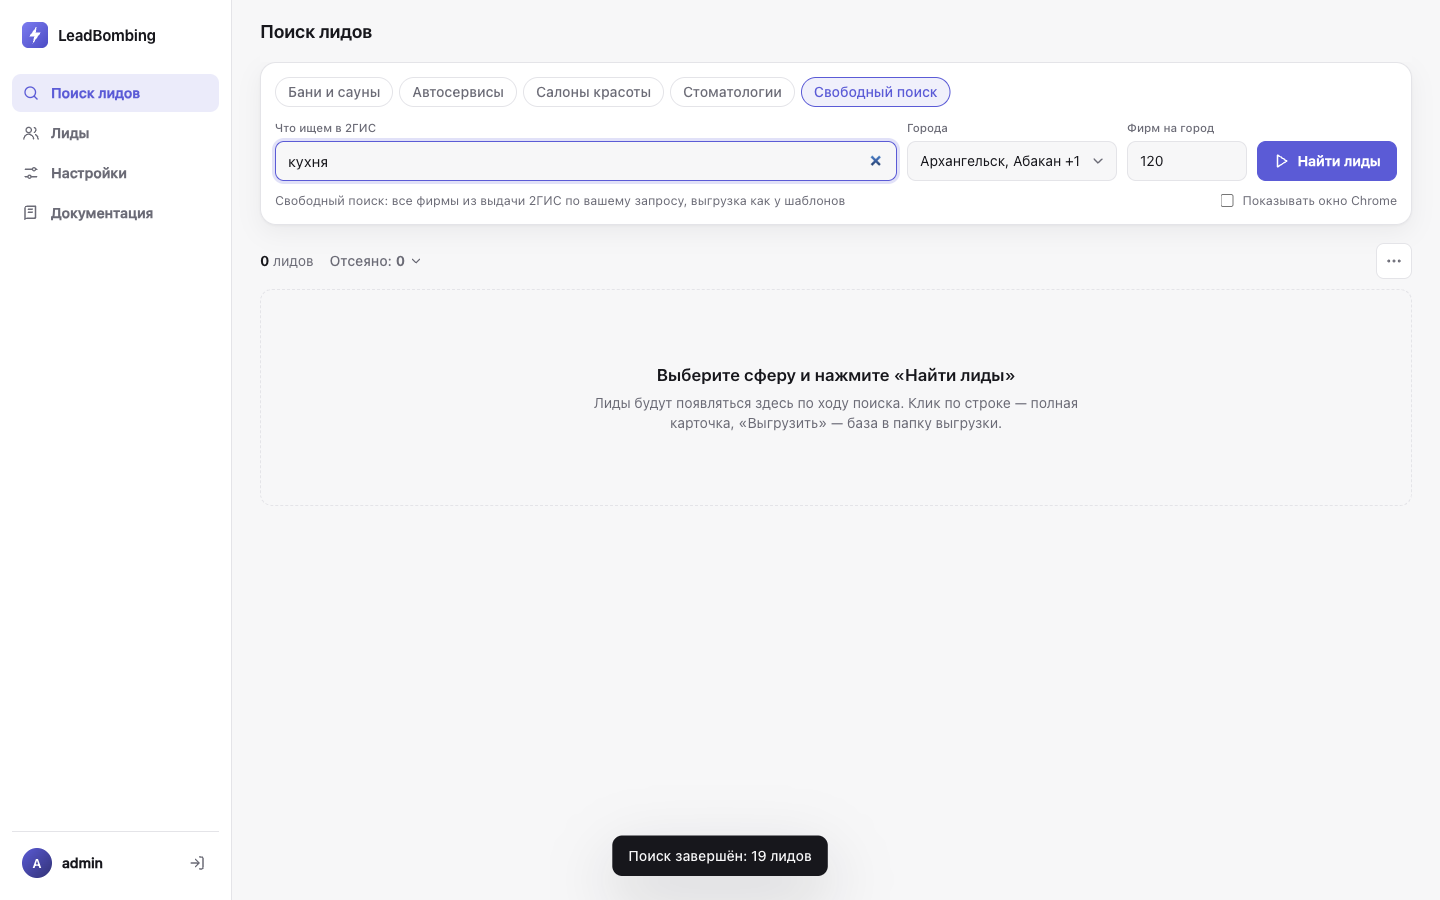 LeadBombing
Поиск лидов
Лиды
Настройки
Документация
A
admin
Поиск лидов
Бани и сауны
Автосервисы
Салоны красоты
Стоматологии
Свободный поиск
Что ищем в 2ГИС
Города
Фирм на город
кухня
Архангельск, Абакан +1
120
Найти лиды
Свободный поиск: все фирмы из выдачи 2ГИС по вашему запросу, выгрузка как у шаблонов
Показывать окно Chrome
0 лидов
Отсеяно: 0
Выберите сферу и нажмите «Найти лиды»
Лиды будут появляться здесь по ходу поиска. Клик по строке — полная
карточка, «Выгрузить» — база в папку выгрузки.
Поиск завершён: 19 лидов